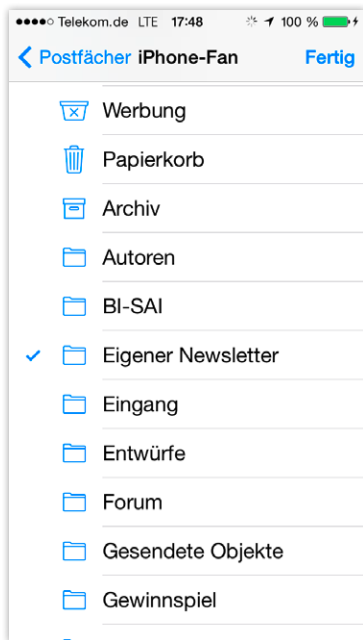 Telekom.de LTE 17:48 100 %
Postfächer iPhone-Fan Fertig
Werbung
Papierkorb
Archiv
Autoren
BI-SAI
Eigener Newsletter
Eingang
Entwürfe
Forum
Gesendete Objekte
Gewinnspiel